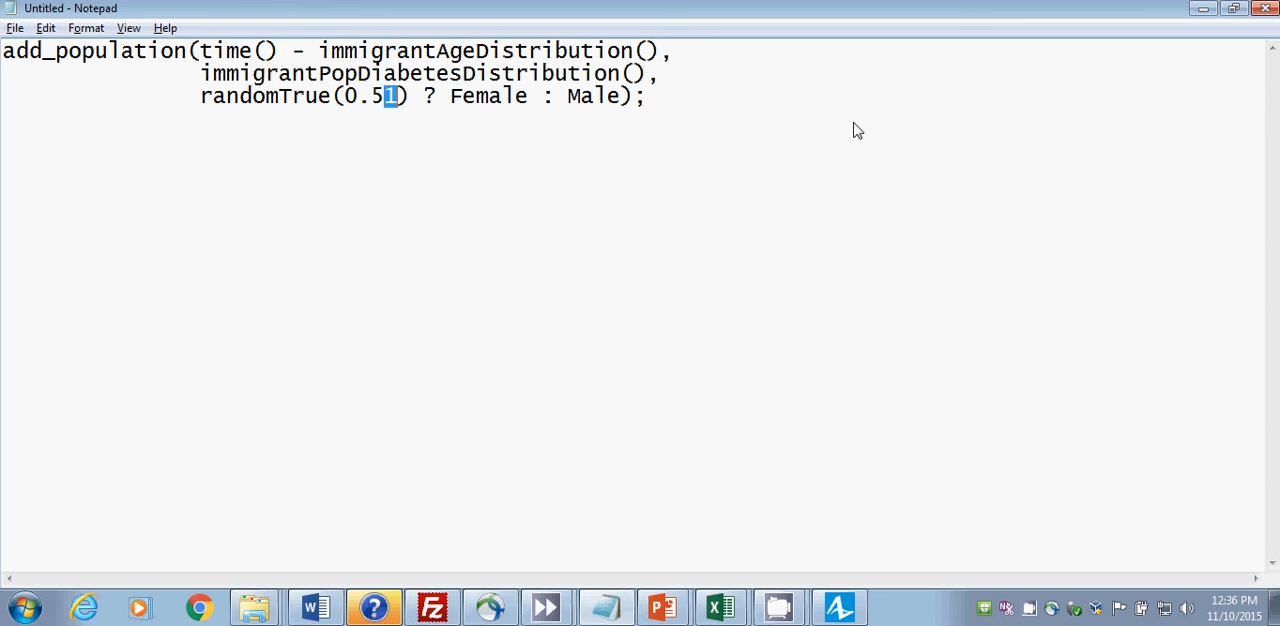 Untitled - Notepad
File Edit Format View Help
add_population(time() - immigrantAgeDistribution(),
immigrantPopDiabetesDistribution(),
randomTrue(0.51) ? Female : Male);
12:36 PM
11/10/2015